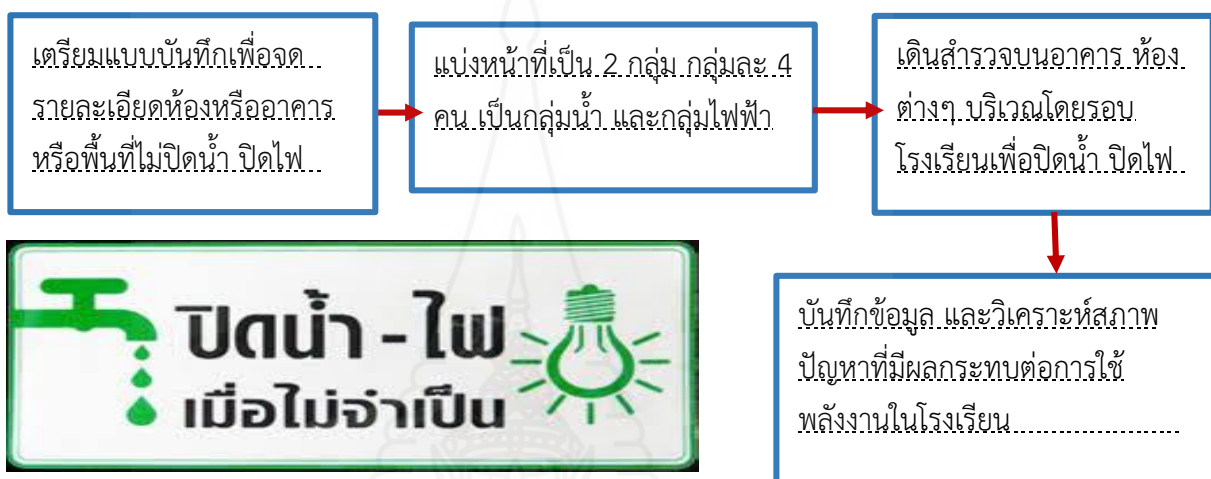 เตรียมแบบบันทึกเพื่อจด
รายละเอียดห้องหรืออาคาร
หรือพื้นที่ไม่ปิดน้ำ ปิดไฟ
แบ่งหน้าที่เป็น 2 กลุ่ม กลุ่มละ 4
คน เป็นกลุ่มน้ำ และกลุ่มไฟฟ้า
เดินสำรวจบนอาคาร ห้อง
ต่างๆ บริเวณโดยรอบ
โรงเรียนเพื่อปิดน้ำ ปิดไฟ
บันทึกข้อมูล และวิเคราะห์สภาพ
ปัญหาที่มีผลกระทบต่อการใช้
พลังงานในโรงเรียน
ปิดน้ำ - ไฟ
เมื่อไม่จำเป็น